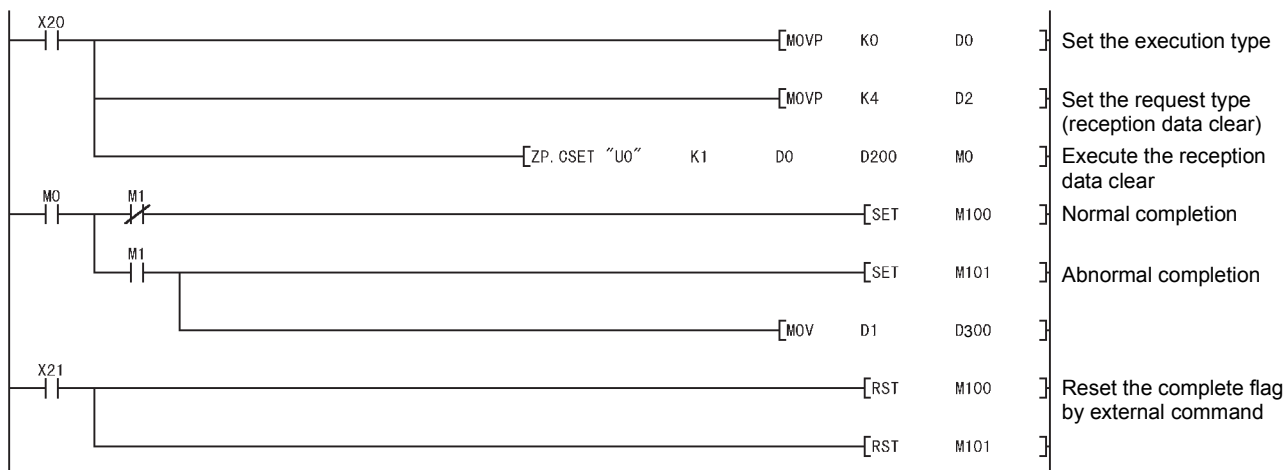 X20
[MOVP K0 D0 ] Set the execution type
[MOVP K4 D2 ] Set the request type
(reception data clear)
[ZP.CSET "U0" K1 D0 D200 M0 ] Execute the reception
data clear
M0 M1
[SET M100 ] Normal completion
M1
[SET M101 ] Abnormal completion
[MOV D1 D300 ]
X21
[RST M100 ] Reset the complete flag
by external command
[RST M101 ]